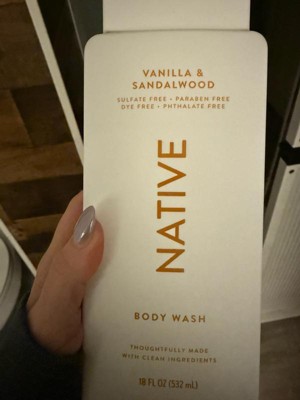 VANILLA &
SANDALWOOD
SULFATE FREE • PARABEN FREE
DYE FREE • PHTHALATE FREE
NATIVE
BODY WASH
THOUGHTFULLY MADE
WITH CLEAN INGREDIENTS
18 FL OZ (532 mL)